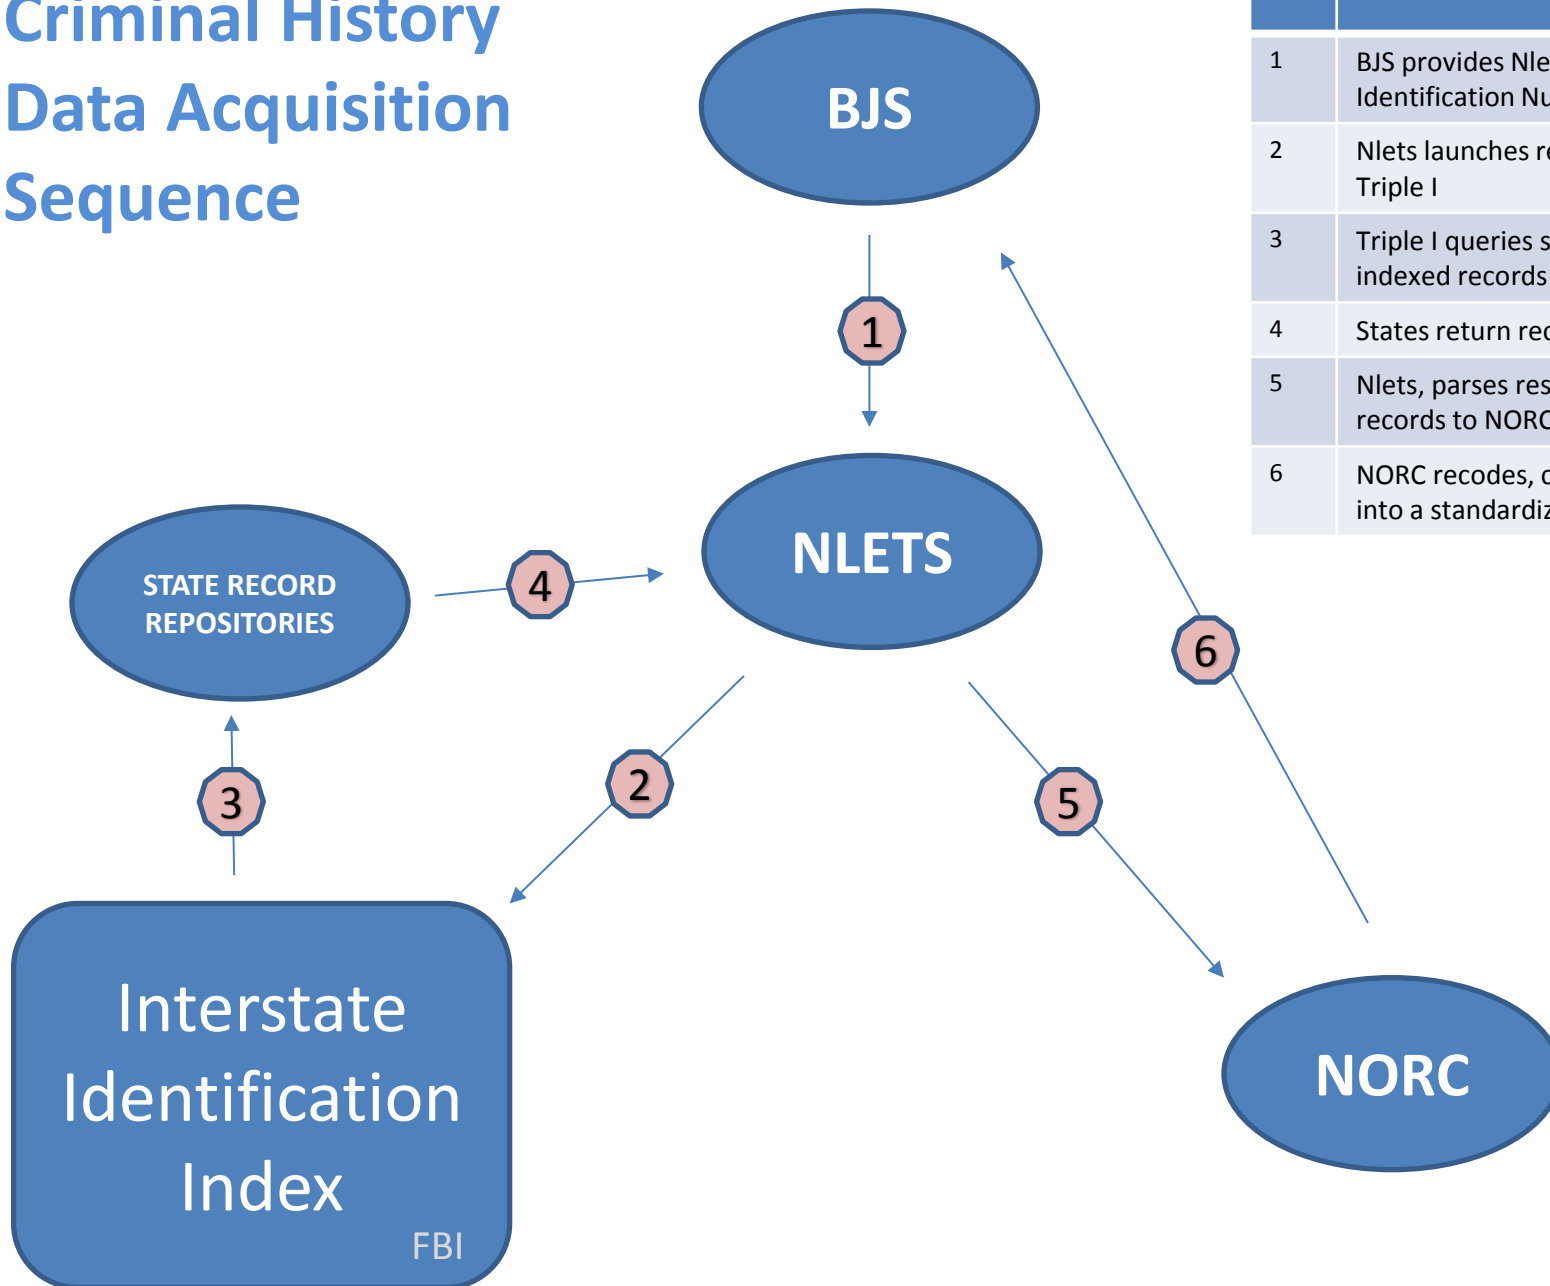 Criminal History
Data Acquisition
Sequence
BJS
1
BJS provides
Identification
2
Nlets launches
Triple I
3
Triple I queries
indexed records
4
States return
5
Nlets, parses
records to NORC
6
NORC recodes,
into a
1
NLETS
STATE RECORD
REPOSITORIES
4
6
3
2
5
Interstate
Identification
Index
FBI
NORC